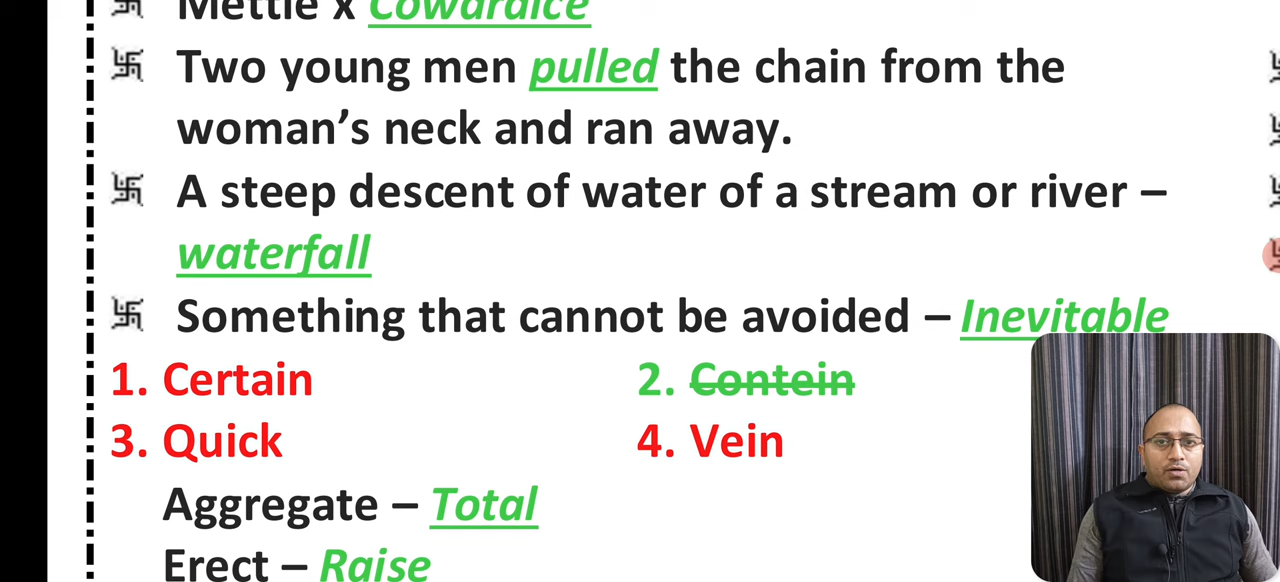 Mettle x Cowardice
Two young men pulled the chain from the
woman’s neck and ran away.
A steep descent of water of a stream or river –
waterfall
Something that cannot be avoided – Inevitable
1. Certain 2. Contein
3. Quick 4. Vein
Aggregate – Total
Erect – Raise